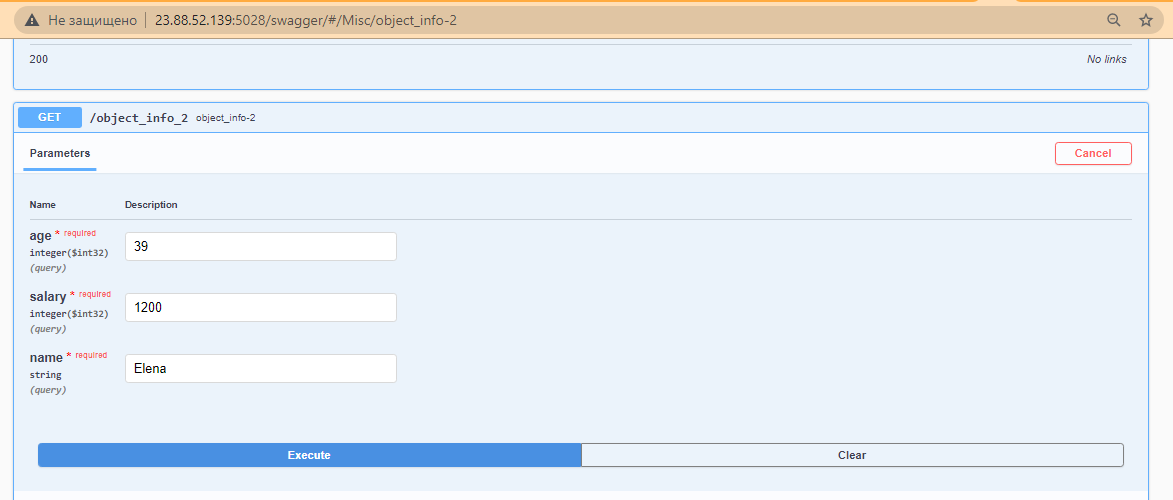 Не защищено 23.88.52.139:5028/swagger/#/Misc/object_info-2
200 No links
GET /object_info_2 object_info-2
Parameters Cancel
Name Description
age * required 39
integer($int32)
(query)
salary * required 1200
integer($int32)
(query)
name * required Elena
string
(query)
Execute Clear